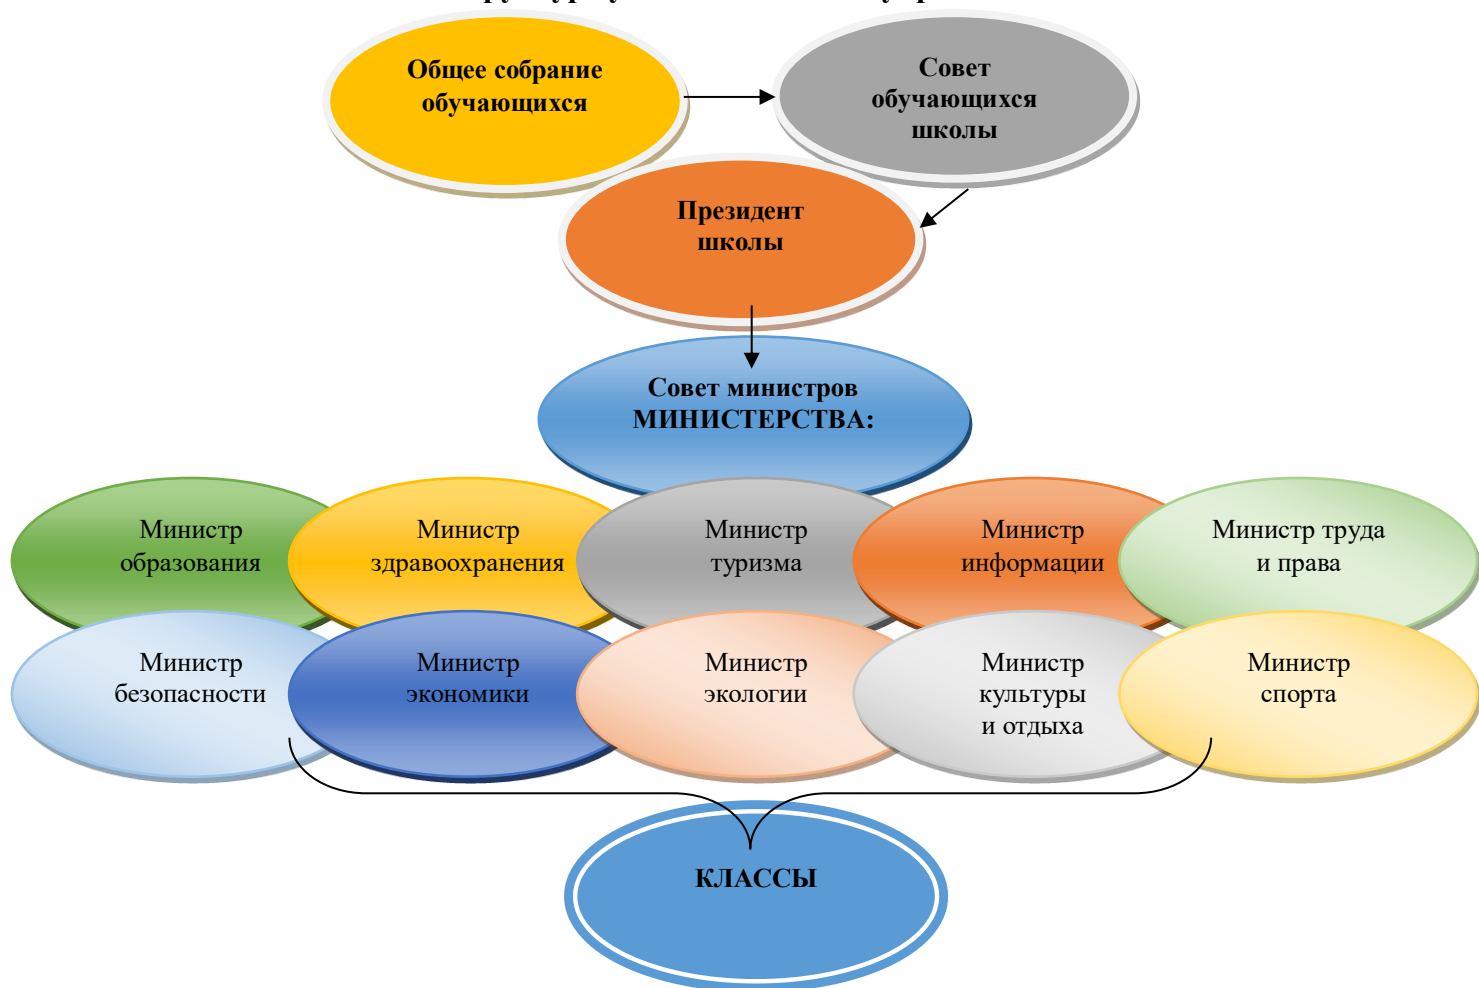 Общее собрание
обучающихся
Совет
обучающихся
школы
Президент
школы
Совет министров
МИНИСТЕРСТВА:
Министр
образования
Министр
здравоохранения
Министр
туризма
Министр
информации
Министр труда
и права
Министр
безопасности
Министр
экономики
Министр
экологии
Министр
культуры
и отдыха
Министр
спорта
КЛАССЫ